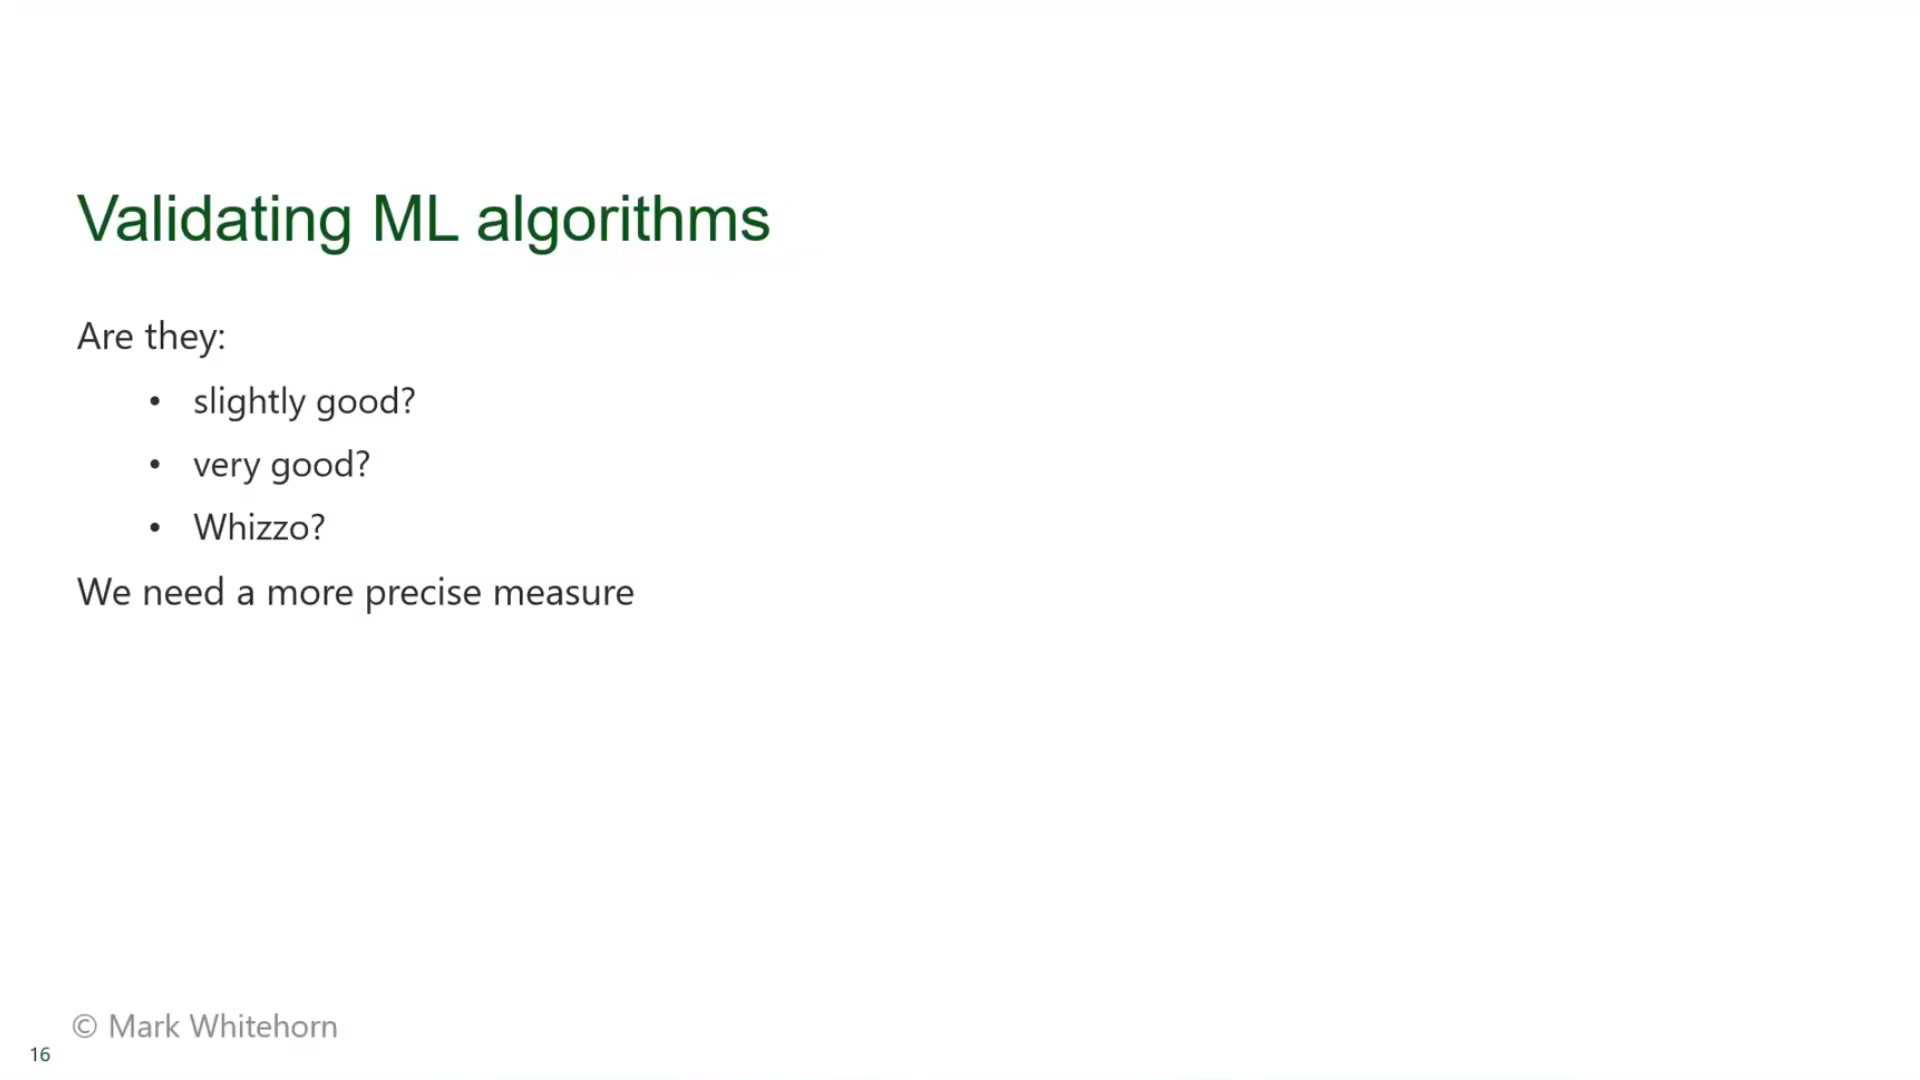 Validating ML algorithms
Are they:
• slightly good?
• very good?
• Whizzo?
We need a more precise measure
© Mark Whitehorn
16